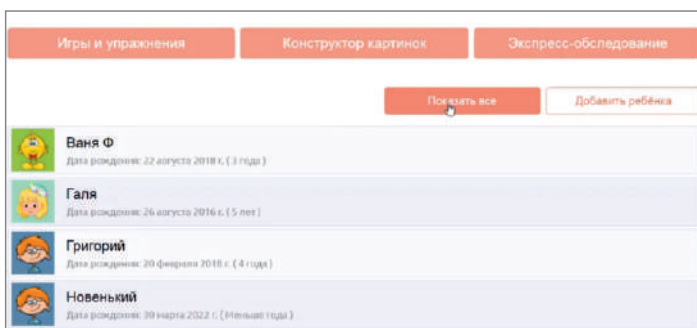 Игры и упражнения
Конструктор картинок
Экспресс-обследование
Показать все
Добавить ребёнка
Ваня Ф
Дата рождения: 22 августа 2018 г. ( 3 года )
Галя
Дата рождения: 26 августа 2016 г. ( 5 лет )
Григорий
Дата рождения: 20 февраля 2018 г. ( 4 года )
Новенький
Дата рождения: 30 марта 2022 г. ( Меньше года )